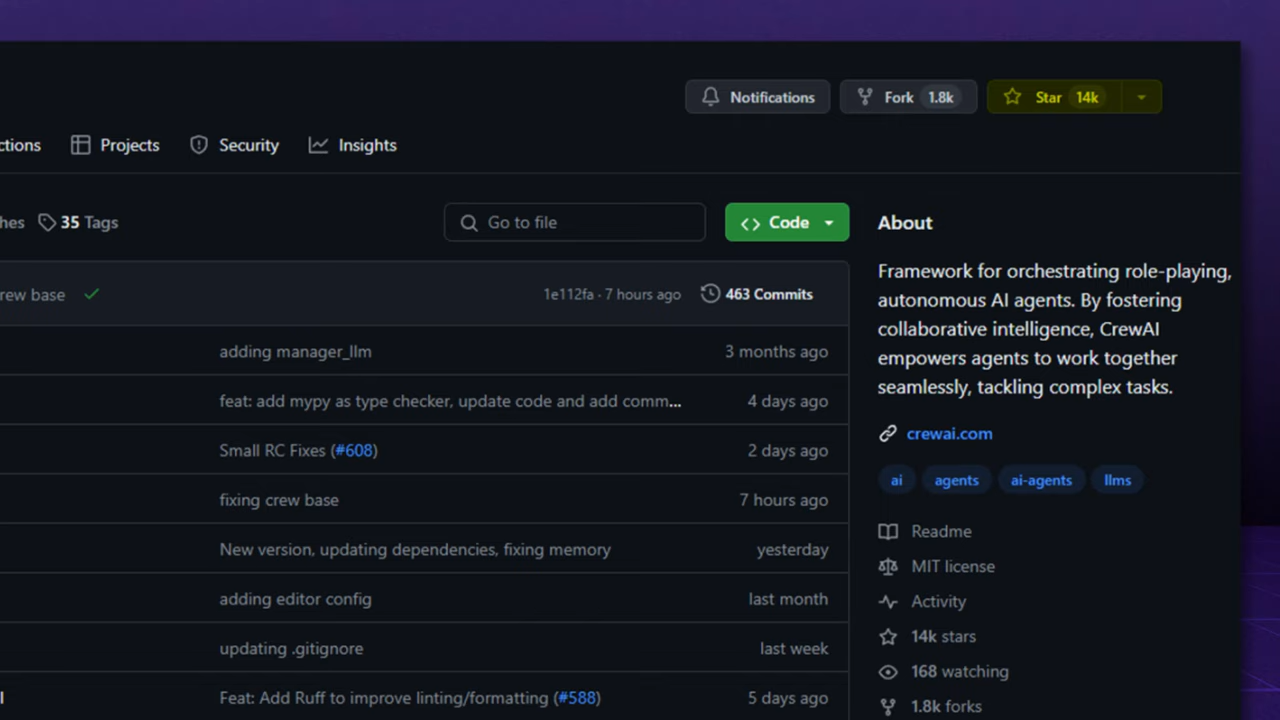 Notifications Fork 1.8k Star 14k
ctions Projects Security Insights
hes 35 Tags Go to file Code
rew base 1e112fa · 7 hours ago 463 Commits
adding manager_llm 3 months ago
feat: add mypy as type checker, update code and add comm... 4 days ago
Small RC Fixes (#608) 2 days ago
fixing crew base 7 hours ago
New version, updating dependencies, fixing memory yesterday
adding editor config last month
updating .gitignore last week
l Feat: Add Ruff to improve linting/formatting (#588) 5 days ago
About
Framework for orchestrating role-playing,
autonomous AI agents. By fostering
collaborative intelligence, CrewAI
empowers agents to work together
seamlessly, tackling complex tasks.
crewai.com
ai agents ai-agents llms
Readme
MIT license
Activity
14k stars
168 watching
1.8k forks